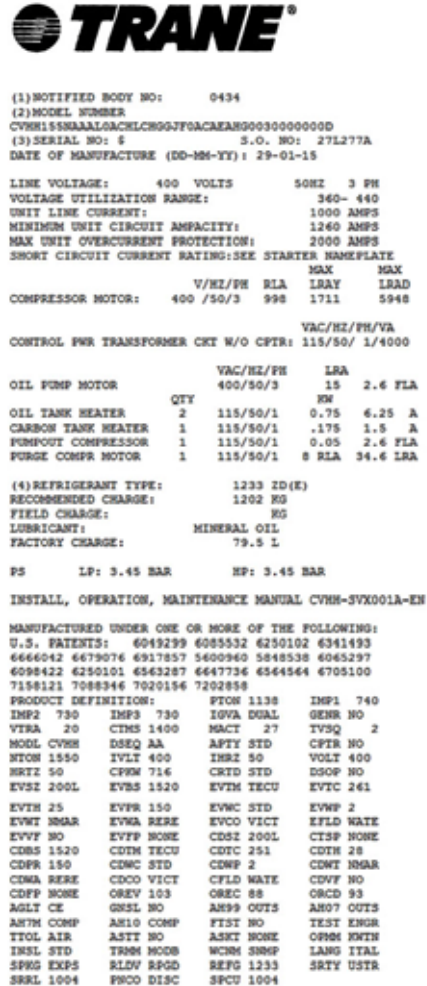 TRANE®
(1)NOTIFIED BODY NO: 0434
(2)MODEL NUMBER
CVHH155NAAAL0ACHLCHGGJF0ACAEAHG0030000000D
(3)SERIAL NO: $ S.O. NO: 27L277A
DATE OF MANUFACTURE (DD-MM-YY): 29-01-15
LINE VOLTAGE: 400 VOLTS 50HZ 3 PH
VOLTAGE UTILIZATION RANGE: 360- 440
UNIT LINE CURRENT: 1000 AMPS
MINIMUM UNIT CIRCUIT AMPACITY: 1260 AMPS
MAX UNIT OVERCURRENT PROTECTION: 2000 AMPS
SHORT CIRCUIT CURRENT RATING:SEE STARTER NAMEPLATE
MAX MAX
V/HZ/PH RLA LRAY LRAD
COMPRESSOR MOTOR: 400 /50/3 998 1711 5948
VAC/HZ/PH/VA
CONTROL PWR TRANSFORMER CKT W/O CPTR: 115/50/ 1/4000
VAC/HZ/PH LRA
OIL PUMP MOTOR 400/50/3 15 2.6 FLA
QTY KW
OIL TANK HEATER 2 115/50/1 0.75 6.25 A
CARBON TANK HEATER 1 115/50/1 .175 1.5 A
PUMPOUT COMPRESSOR 1 115/50/1 0.05 2.6 FLA
PURGE COMPR MOTOR 1 115/50/1 8 RLA 34.6 LRA
(4)REFRIGERANT TYPE: 1233 ZD(E)
RECOMMENDED CHARGE: 1202 KG
FIELD CHARGE: KG
LUBRICANT: MINERAL OIL
FACTORY CHARGE: 79.5 L
PS LP: 3.45 BAR HP: 3.45 BAR
INSTALL, OPERATION, MAINTENANCE MANUAL CVHH-SVX001A-EN
MANUFACTURED UNDER ONE OR MORE OF THE FOLLOWING:
U.S. PATENTS: 6049299 6085532 6250102 6341493
6666042 6679076 6917857 5600960 5848538 6065297
6098422 6250101 6563287 6647736 6564564 6705100
7158121 7088346 7020156 7202858
PRODUCT DEFINITION: PTON 1138 IMP1 740
IMP2 730 IMP3 730 IGVA DUAL GENR NO
VTRA 20 CTMS 1400 MACT 27 TVSQ 2
MODL CVHH DSEQ AA APTY STD CPTR NO
NTON 1550 IVLT 400 IHRZ 50 VOLT 400
HRTZ 50 CPKW 716 CRTD STD DSOP NO
EVSZ 200L EVBS 1520 EVTM TECU EVTC 261
EVTH 25 EVPR 150 EVWC STD EVWP 2
EVWT NMAR EVWA RERE EVCO VICT EFLD WATE
EVVF NO EVFP NONE CDSZ 200L CTSP NONE
CDBS 1520 CDTM TECU CDTC 251 CDTH 28
CDPR 150 CDWC STD CDWP 2 CDWT NMAR
CDWA RERE CDCO VICT CFLD WATE CDVF NO
CDFP NONE OREV 103 OREC 88 ORCD 93
AGLT CE GNSL NO AH99 OUTS AH07 OUTS
AH7M COMP AH10 COMP FTST NO TEST ENGR
TTOL AIR ASTT NO ASKT NONE OPMM KWTN
INSL STD TRMM MODB WCNM SNMP LANG ITAL
SPKG EXPS RLDV RPGD REFG 1233 SRTY USTR
SRRL 1004 PNCO DISC SPCU 1004